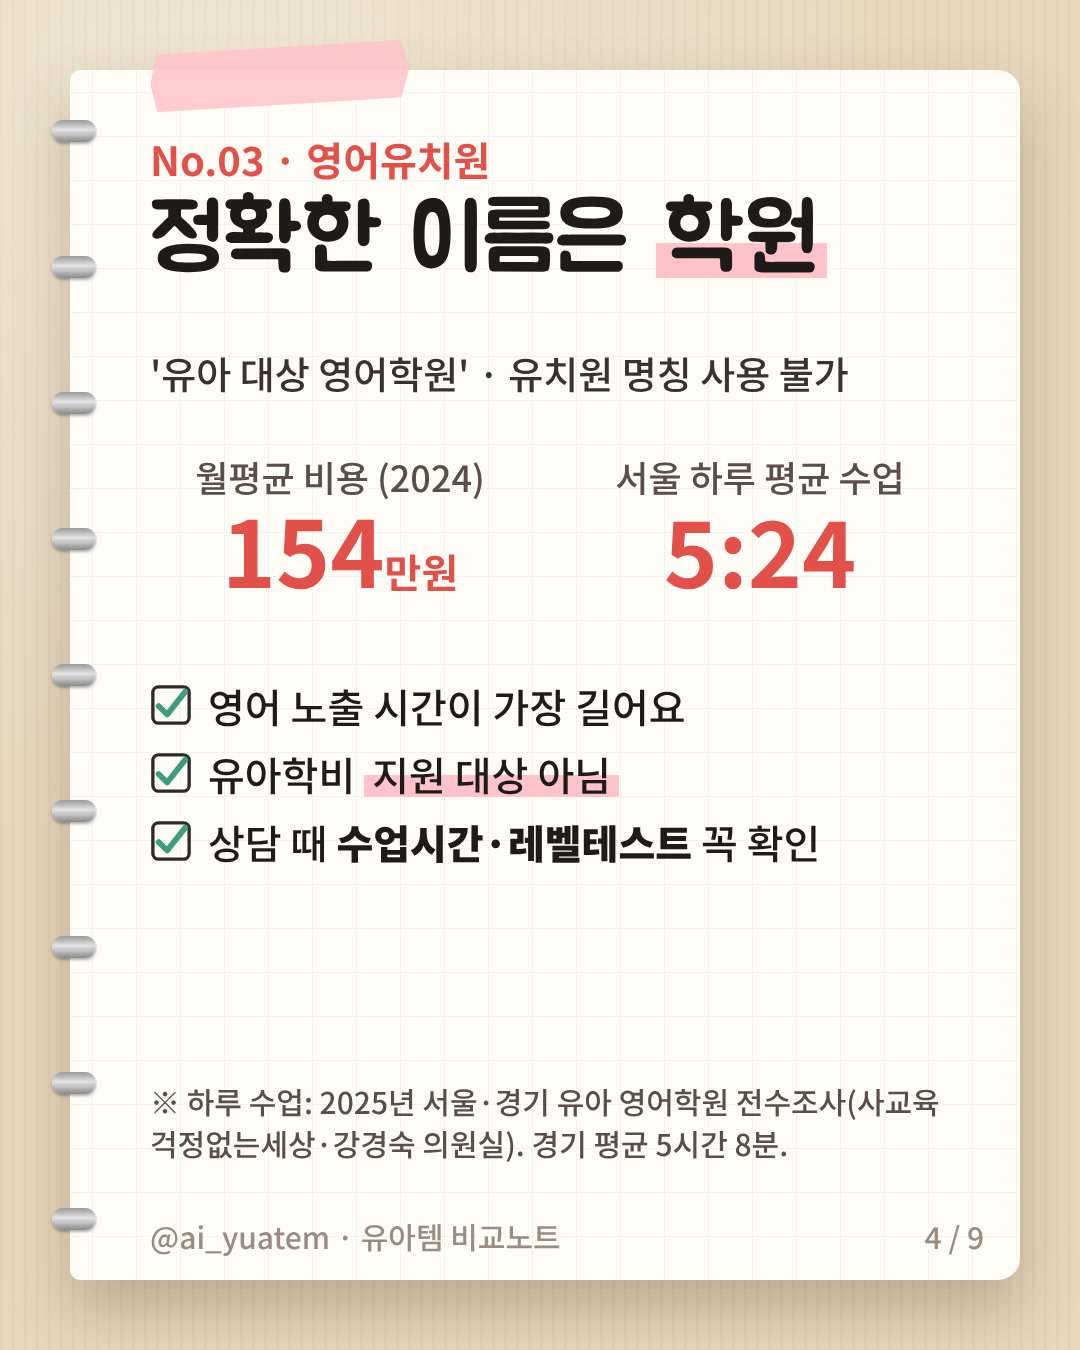 No.03 · 영어유치원
정확한 이름은 학원
'유아 대상 영어학원' · 유치원 명칭 사용 불가
월평균 비용 (2024)
154만원
서울 하루 평균 수업
5:24
영어 노출 시간이 가장 길어요
유아학비 지원 대상 아님
상담 때 수업시간·레벨테스트 꼭 확인
※ 하루 수업: 2025년 서울·경기 유아 영어학원 전수조사(사교육
걱정없는세상·강경숙 의원실). 경기 평균 5시간 8분.
@ai_yuatem · 유아템 비교노트
4 / 9